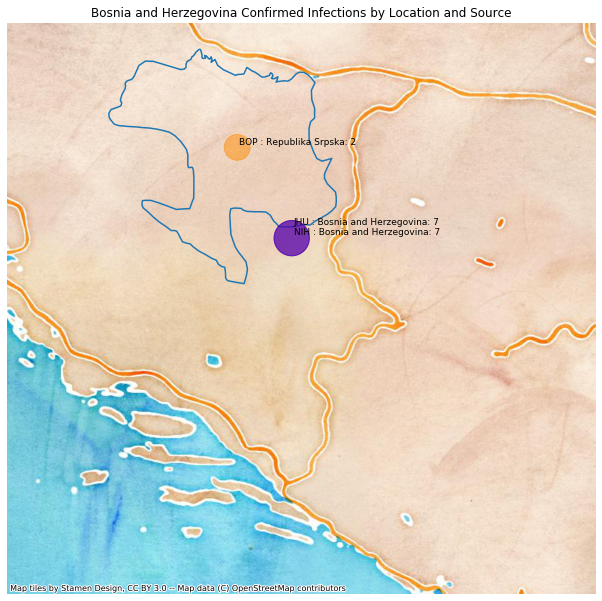 Bosnia and Herzegovina Confirmed Infections by Location and Source
BOP : Republika Srpska: 2
JHU : Bosnia and Herzegovina: 7
NIH : Bosnia and Herzegovina: 7
Map tiles by Stamen Design, CC BY 3.0 -- Map data (C) OpenStreetMap contributors